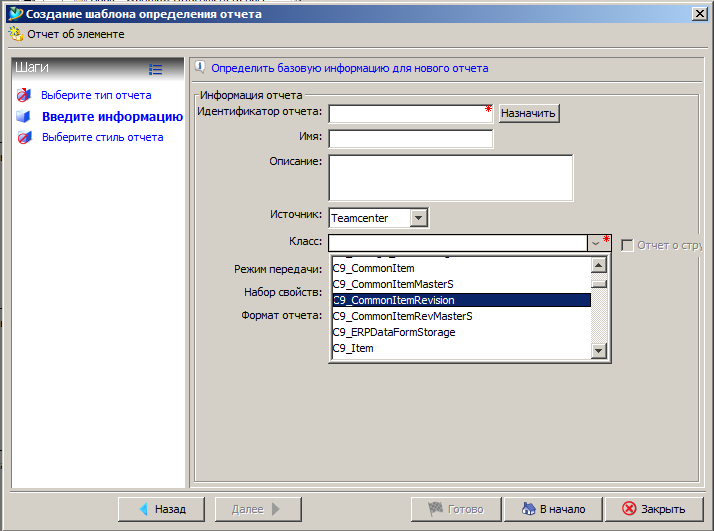 Создание шаблона определения отчета
Отчет об элементе
Шаги
Выберите тип отчета
Введите информацию
Выберите стиль отчета
Определить базовую информацию для нового отчета
Информация отчета
Идентификатор отчета: * Назначить
Имя:
Описание:
Источник: Teamcenter
Класс: * Отчет о стру
Режим передачи:
Набор свойств:
Формат отчета:
C9_CommonItem
C9_CommonItemMasterS
C9_CommonItemRevision
C9_CommonItemRevMasterS
C9_ERPDataFormStorage
C9_Item
Назад Далее Готово В начало Закрыть